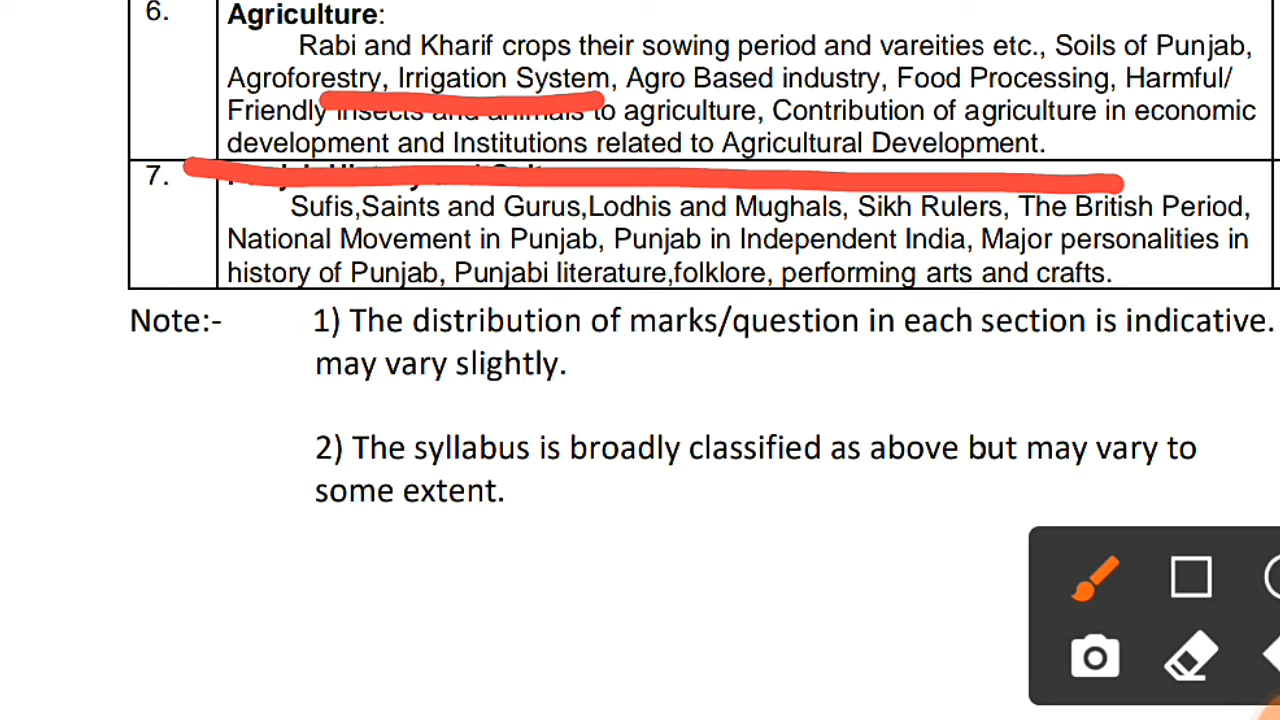 6. Agriculture:
Rabi and Kharif crops their sowing period and vareities etc., Soils of Punjab,
Agroforestry, Irrigation System, Agro Based industry, Food Processing, Harmful/
Friendly insects and animals to agriculture, Contribution of agriculture in economic
development and Institutions related to Agricultural Development.
7.
Sufis,Saints and Gurus,Lodhis and Mughals, Sikh Rulers, The British Period,
National Movement in Punjab, Punjab in Independent India, Major personalities in
history of Punjab, Punjabi literature,folklore, performing arts and crafts.
Note:- 1) The distribution of marks/question in each section is indicative.
may vary slightly.
2) The syllabus is broadly classified as above but may vary to
some extent.